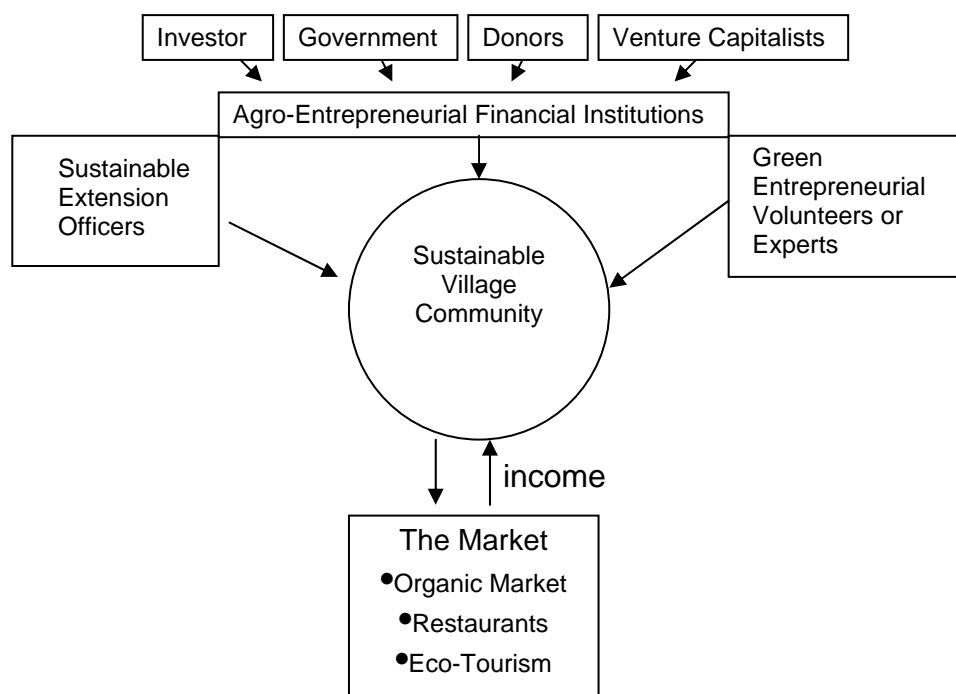 Investor
Government
Donors
Venture Capitalists
Agro-Entrepreneurial Financial Institutions
Sustainable
Extension
Officers
Green
Entrepreneurial
Volunteers or
Experts
Sustainable
Village
Community
income
The Market
•Organic Market
•Restaurants
•Eco-Tourism